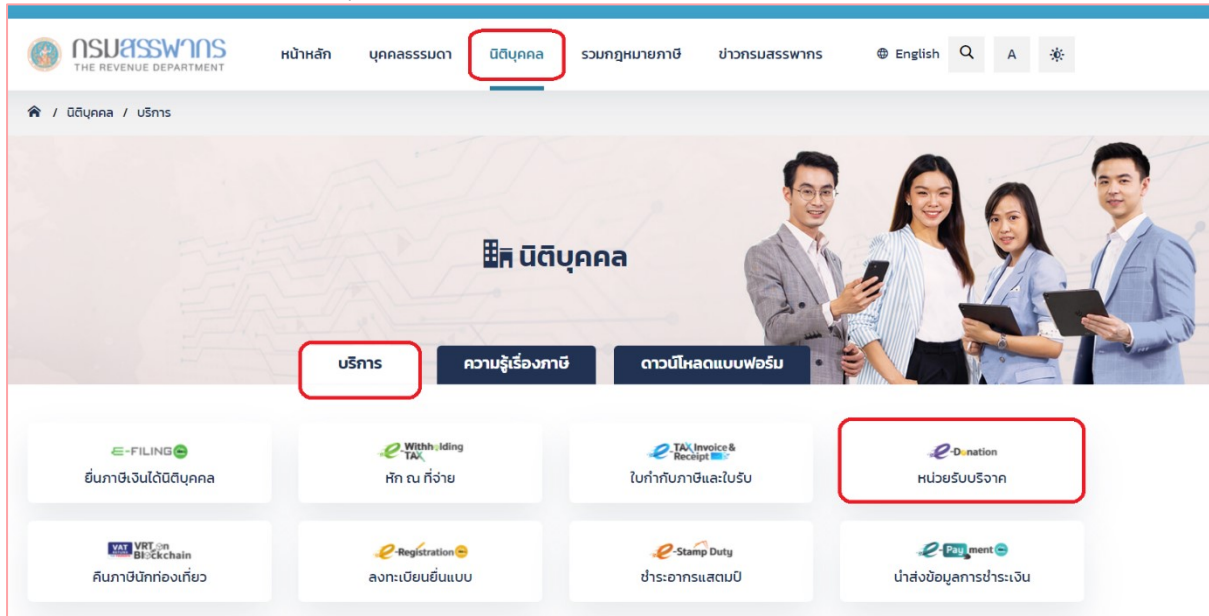 กรมสรรพากร
THE REVENUE DEPARTMENT
หน้าหลัก บุคคลธรรมดา นิติบุคคล รวมกฎหมายภาษี ข่าวกรมสรรพากร English A
/ นิติบุคคล / บริการ
นิติบุคคล
บริการ ความรู้เรื่องภาษี ดาวน์โหลดแบบฟอร์ม
E-FILING
ยื่นภาษีเงินได้นิติบุคคล
e-Withholding TAX
หัก ณ ที่จ่าย
e-TAX Invoice & Receipt
ใบกำกับภาษีและใบรับ
e-Donation
หน่วยรับบริจาค
VAT VRT on Blockchain
คืนภาษีนักท่องเที่ยว
e-Registration
ลงทะเบียนยื่นแบบ
e-Stamp Duty
ชำระอากรแสตมป์
e-Payment
นำส่งข้อมูลการชำระเงิน